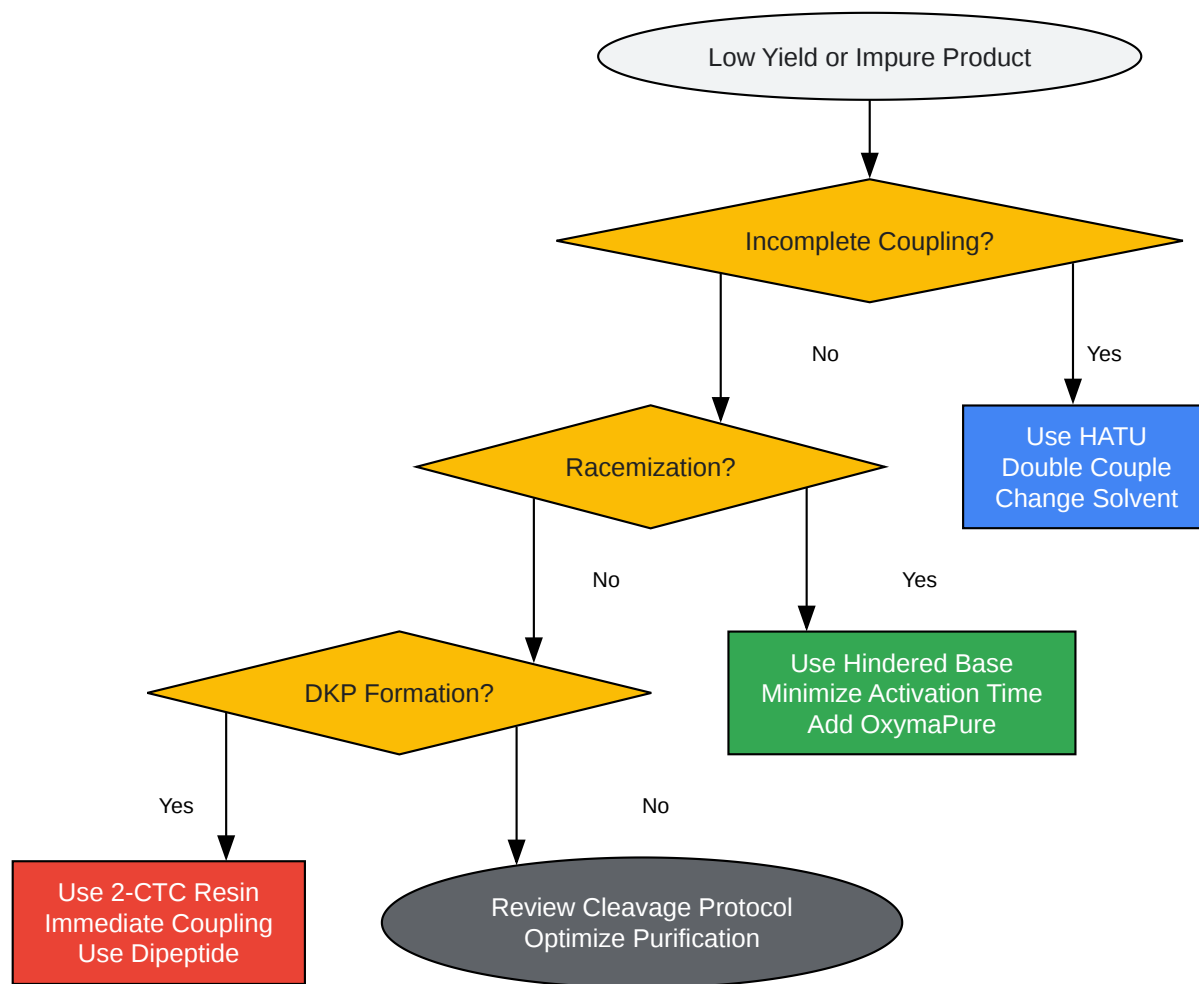 Low Yield or Impure Product
Incomplete Coupling?
No
Yes
Use HATU
Double Couple
Change Solvent
Racemization?
No
Yes
Use Hindered Base
Minimize Activation Time
Add OxymaPure
DKP Formation?
Yes
No
Use 2-CTC Resin
Immediate Coupling
Use Dipeptide
Review Cleavage Protocol
Optimize Purification